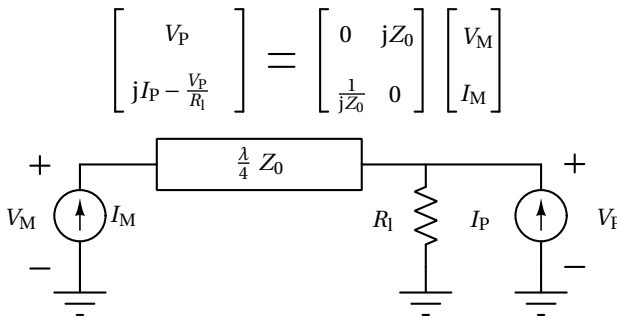 [ V_P ; jI_P − V_P/R_l ] = [ 0 jZ_0 ; 1/(jZ_0) 0 ] [ V_M ; I_M ]
λ/4 Z_0
+ +
V_M I_M R_l I_P V_P
− −